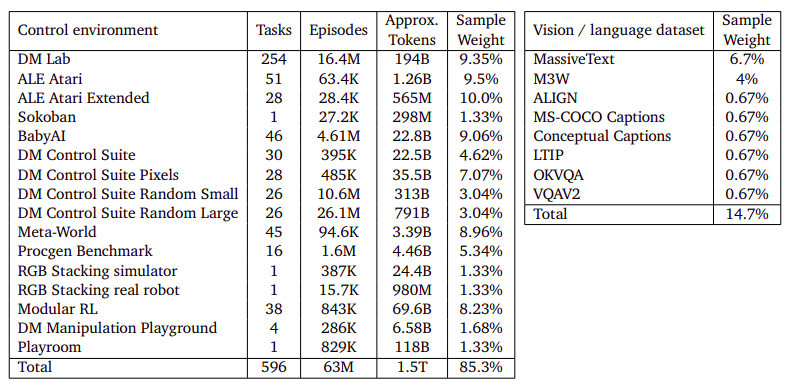 Control environment Tasks Episodes Approx. Tokens Sample Weight
DM Lab 254 16.4M 194B 9.35%
ALE Atari 51 63.4K 1.26B 9.5%
ALE Atari Extended 28 28.4K 565M 10.0%
Sokoban 1 27.2K 298M 1.33%
BabyAI 46 4.61M 22.8B 9.06%
DM Control Suite 30 395K 22.5B 4.62%
DM Control Suite Pixels 28 485K 35.5B 7.07%
DM Control Suite Random Small 26 10.6M 313B 3.04%
DM Control Suite Random Large 26 26.1M 791B 3.04%
Meta-World 45 94.6K 3.39B 8.96%
Procgen Benchmark 16 1.6M 4.46B 5.34%
RGB Stacking simulator 1 387K 24.4B 1.33%
RGB Stacking real robot 1 15.7K 980M 1.33%
Modular RL 38 843K 69.6B 8.23%
DM Manipulation Playground 4 286K 6.58B 1.68%
Playroom 1 829K 118B 1.33%
Total 596 63M 1.5T 85.3%
Vision / language dataset Sample Weight
MassiveText 6.7%
M3W 4%
ALIGN 0.67%
MS-COCO Captions 0.67%
Conceptual Captions 0.67%
LTIP 0.67%
OKVQA 0.67%
VQAV2 0.67%
Total 14.7%